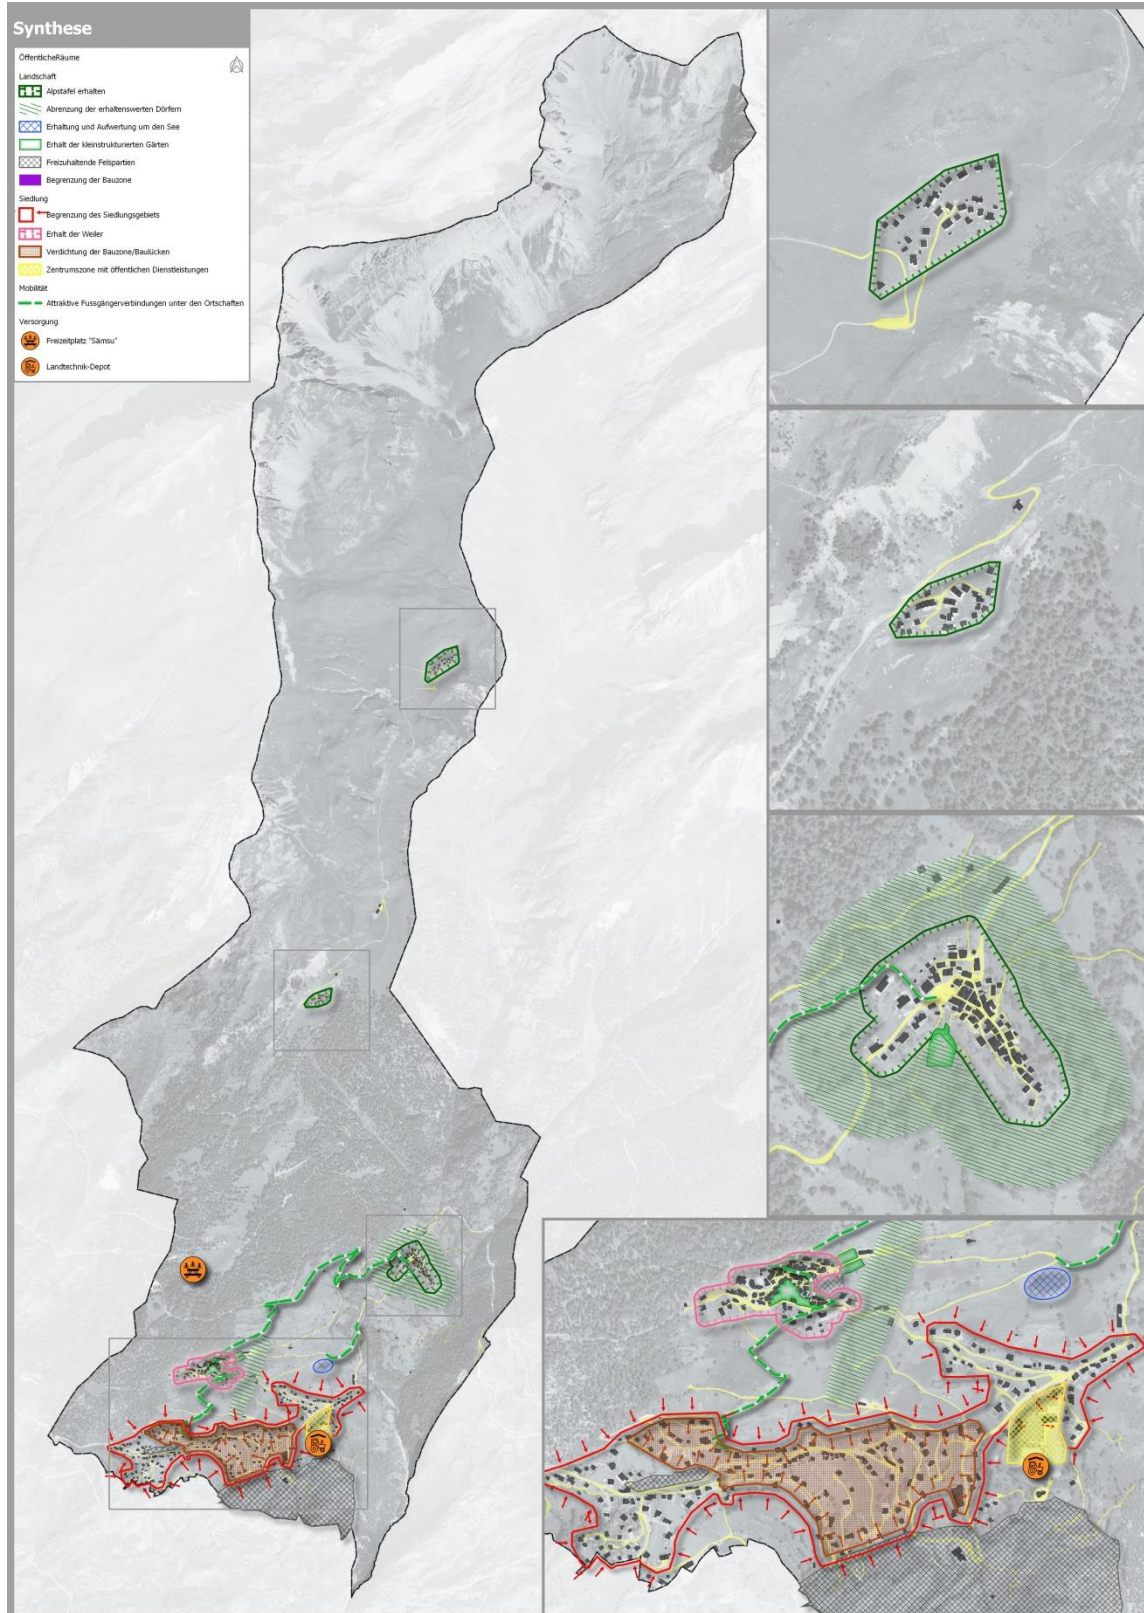 Synthese
ÖffentlicheRäume
Landschaft
Alpstafel erhalten
Abrenzung der erhaltenswerten Dörfern
Erhaltung und Aufwertung um den See
Erhalt der kleinstrukturierten Gärten
Freizuhaltende Felspartien
Begrenzung der Bauzone
Siedlung
Begrenzung des Siedlungsgebiets
Erhalt der Weiler
Verdichtung der Bauzone/Baulücken
Zentrumszone mit öffentlichen Dienstleistungen
Mobilität
Attraktive Fussgängerverbindungen unter den Ortschaften
Versorgung
Freizeitplatz "Sämsu"
Landtechnik-Depot